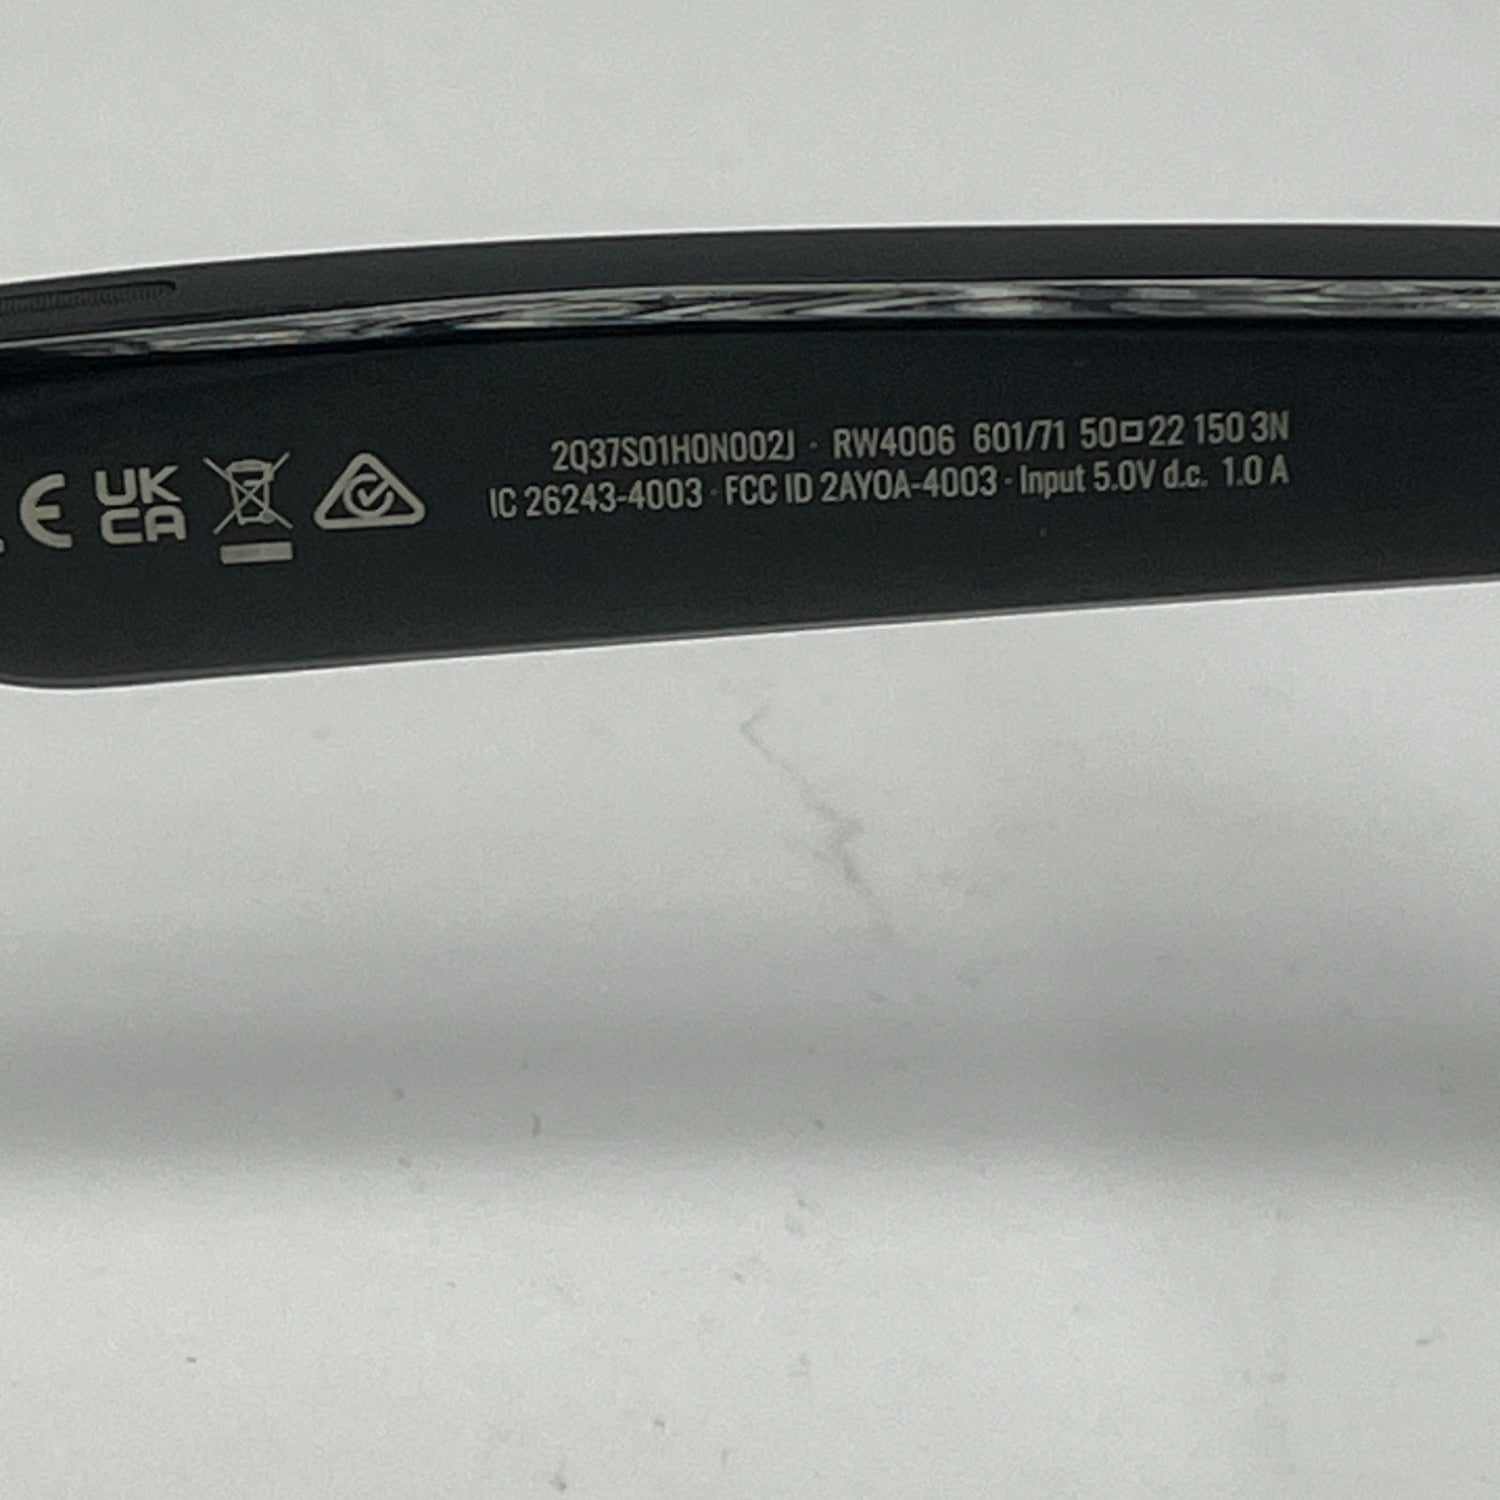 CE UK
CA
2Q37S01H0N002J · RW4006 601/71 50□22 150 3N
IC 26243-4003 · FCC ID 2AYOA-4003 · Input 5.0V d.c. 1.0 A